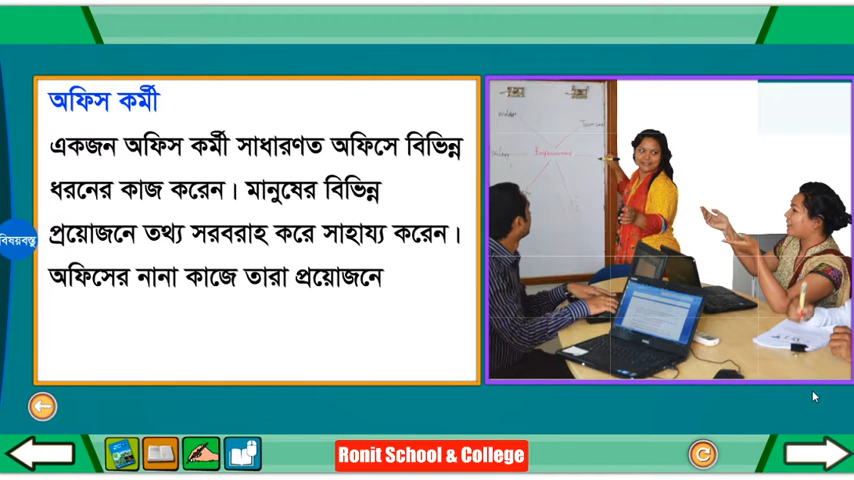 অফিস কর্মী
একজন অফিস কর্মী সাধারণত অফিসে বিভিন্ন
ধরনের কাজ করেন। মানুষের বিভিন্ন
প্রয়োজনে তথ্য সরবরাহ করে সাহায্য করেন।
অফিসের নানা কাজে তারা প্রয়োজনে
বিষয়বস্তু
Ronit School & College